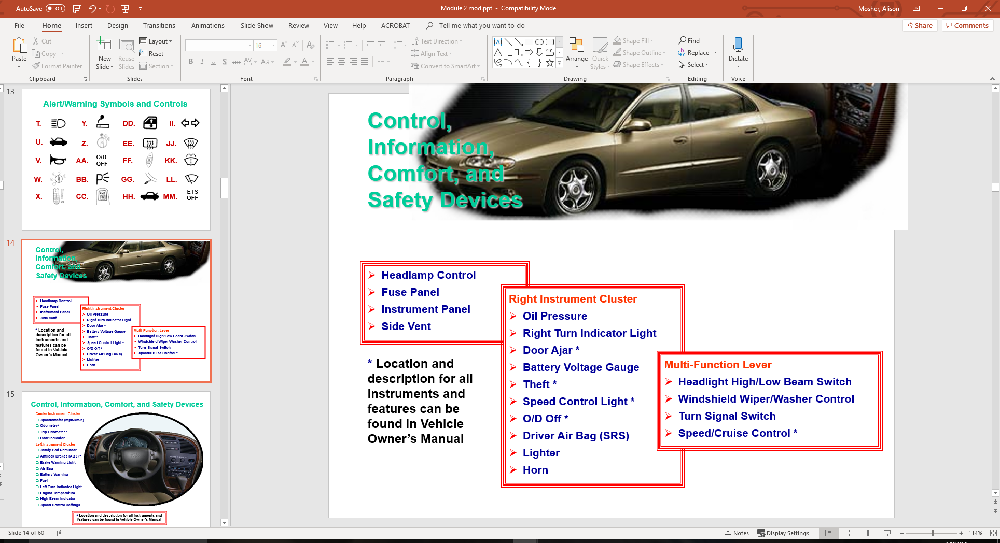 AutoSave Off
Module 2 mod.ppt - Compatibility Mode
Mosher, Alison
File Home Insert Design Transitions Animations Slide Show Review View Help ACROBAT Tell me what you want to do
Share Comments
Paste
Cut
Copy
Format Painter
Clipboard
New Slide
Reuse Slides
Layout
Reset
Section
Slides
16
B I U S ab AV Aa A
Font
Text Direction
Align Text
Convert to SmartArt
Paragraph
Arrange
Quick Styles
Shape Fill
Shape Outline
Shape Effects
Drawing
Find
Replace
Select
Editing
Dictate
Voice
13
Alert/Warning Symbols and Controls
T. Y. DD. II.
U. Z. EE. JJ.
V. AA. O/D OFF FF. KK.
W. BB. P GG. LL.
X. CC. HH. MM. ETS OFF
14
Control,
Information,
Comfort, and
Safety Devices
Headlamp Control
Fuse Panel
Instrument Panel
Side Vent
* Location and
description for all
instruments and
features can be
found in Vehicle
Owner's Manual
Right Instrument Cluster
Oil Pressure
Right Turn Indicator Light
Door Ajar *
Battery Voltage Gauge
Theft *
Speed Control Light *
O/D Off *
Driver Air Bag (SRS)
Lighter
Horn
Multi-Function Lever
Headlight High/Low Beam Switch
Windshield Wiper/Washer Control
Turn Signal Switch
Speed/Cruise Control *
15
Control, Information, Comfort, and Safety Devices
Center Instrument Cluster
Speedometer (mph-km/h)
Odometer*
Trip Odometer *
Gear Indicator
Left Instrument Cluster
Safety Belt Reminder
Antilock Brakes (ABS) *
Brake Warning Light
Air Bag
Battery Warning
Fuel
Left Turn Indicator Light
Engine Temperature
High Beam Indicator
Speed Control Settings
* Location and description for all instruments and
features can be found in Vehicle Owner's Manual
Control,
Information,
Comfort, and
Safety Devices
Headlamp Control
Fuse Panel
Instrument Panel
Side Vent
* Location and
description for all
instruments and
features can be
found in Vehicle
Owner's Manual
Right Instrument Cluster
Oil Pressure
Right Turn Indicator Light
Door Ajar *
Battery Voltage Gauge
Theft *
Speed Control Light *
O/D Off *
Driver Air Bag (SRS)
Lighter
Horn
Multi-Function Lever
Headlight High/Low Beam Switch
Windshield Wiper/Washer Control
Turn Signal Switch
Speed/Cruise Control *
Slide 14 of 60
Notes Display Settings 114%